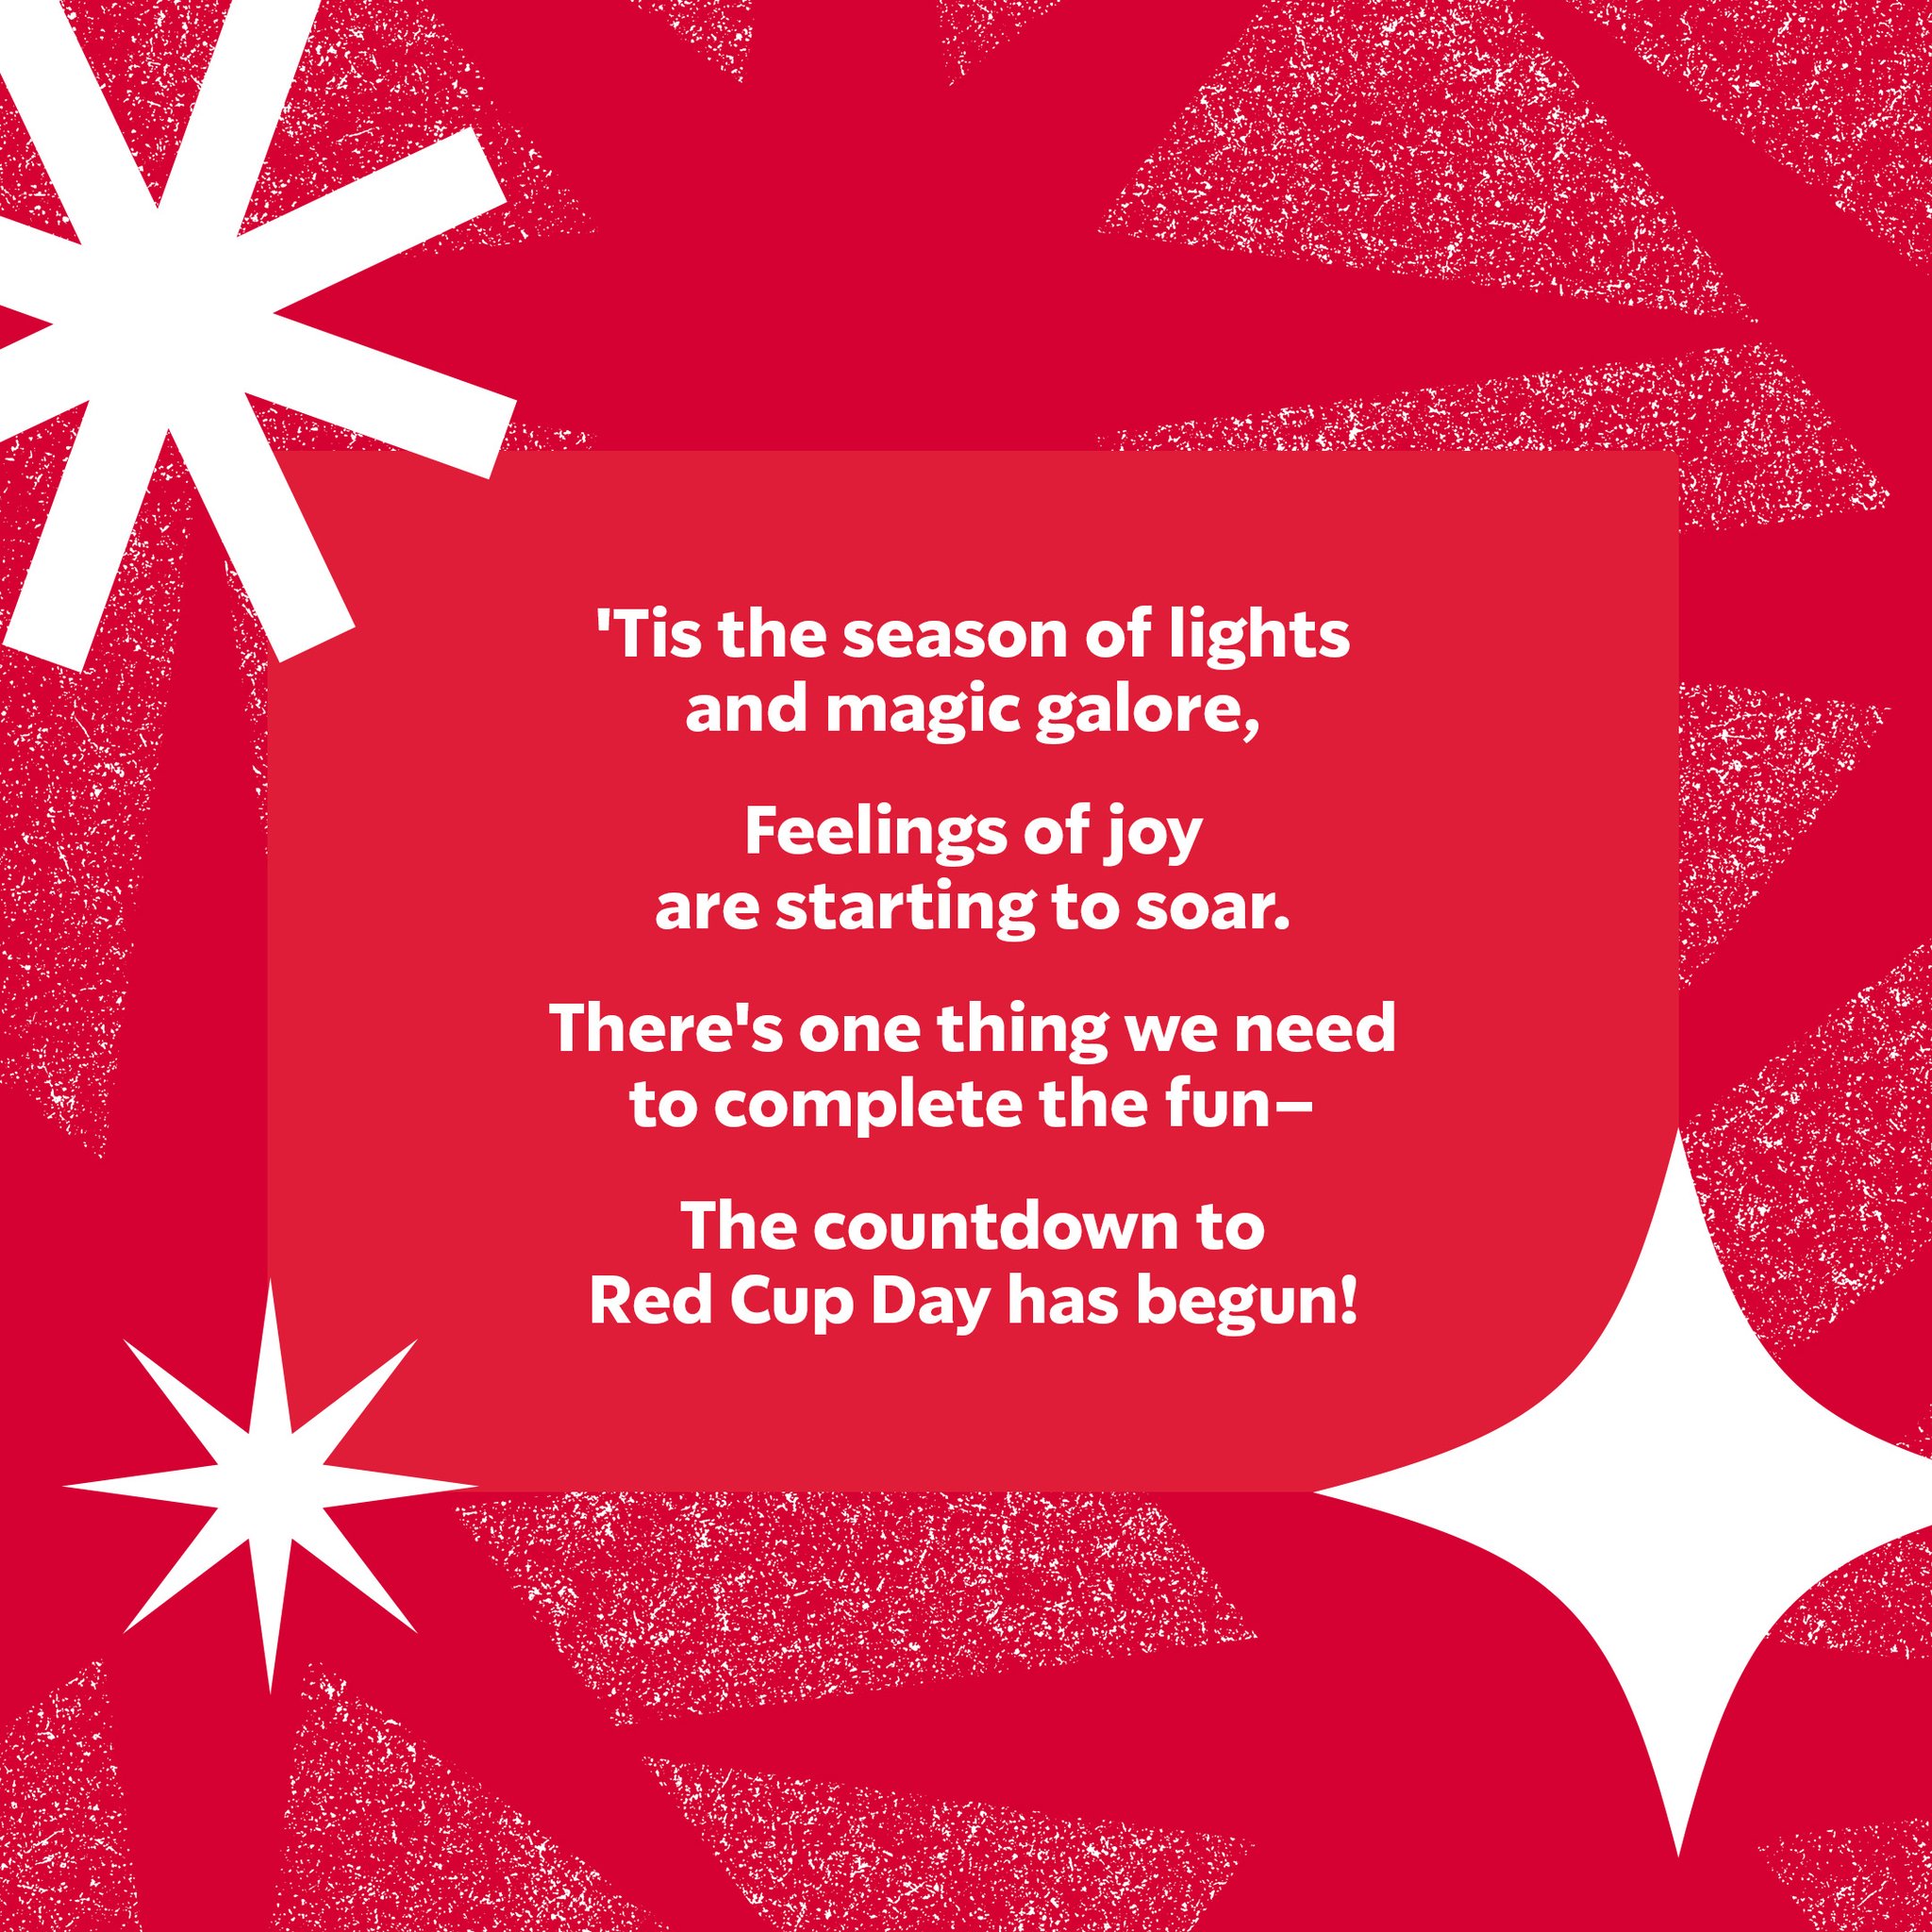 'Tis the season of lights
and magic galore,
Feelings of joy
are starting to soar.
There's one thing we need
to complete the fun–
The countdown to
Red Cup Day has begun!